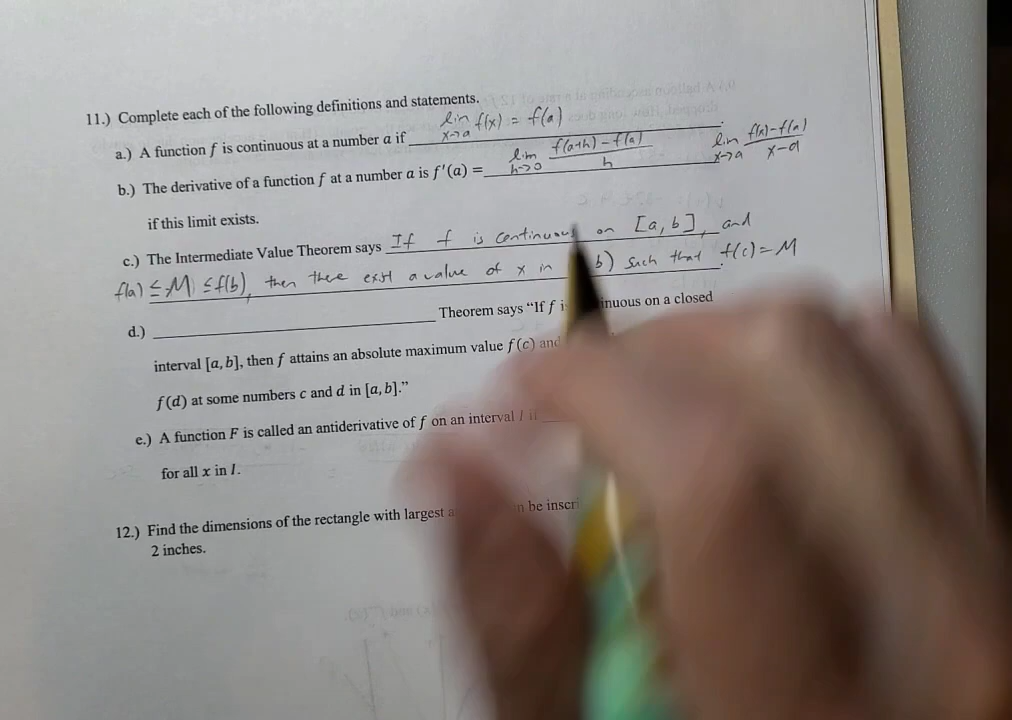 11.) Complete each of the following definitions and statements.
a.) A function f is continuous at a number a if lim x→a f(x) = f(a).
b.) The derivative of a function f at a number a is f'(a) = lim h→0 f(a+h) - f(a) / h lim x→a f(x) - f(a) / x-a
if this limit exists.
c.) The Intermediate Value Theorem says If f is continuous on [a, b], and
f(a) ≤ M ≤ f(b), then there exist a value of x in b) such that f(c) = M.
d.) Theorem says “If f continuous on a closed
interval [a, b], then f attains an absolute maximum value f(c) and
f(d) at some numbers c and d in [a, b].”
e.) A function F is called an antiderivative of f on an interval I
for all x in I.
12.) Find the dimensions of the rectangle with largest be
2 inches.